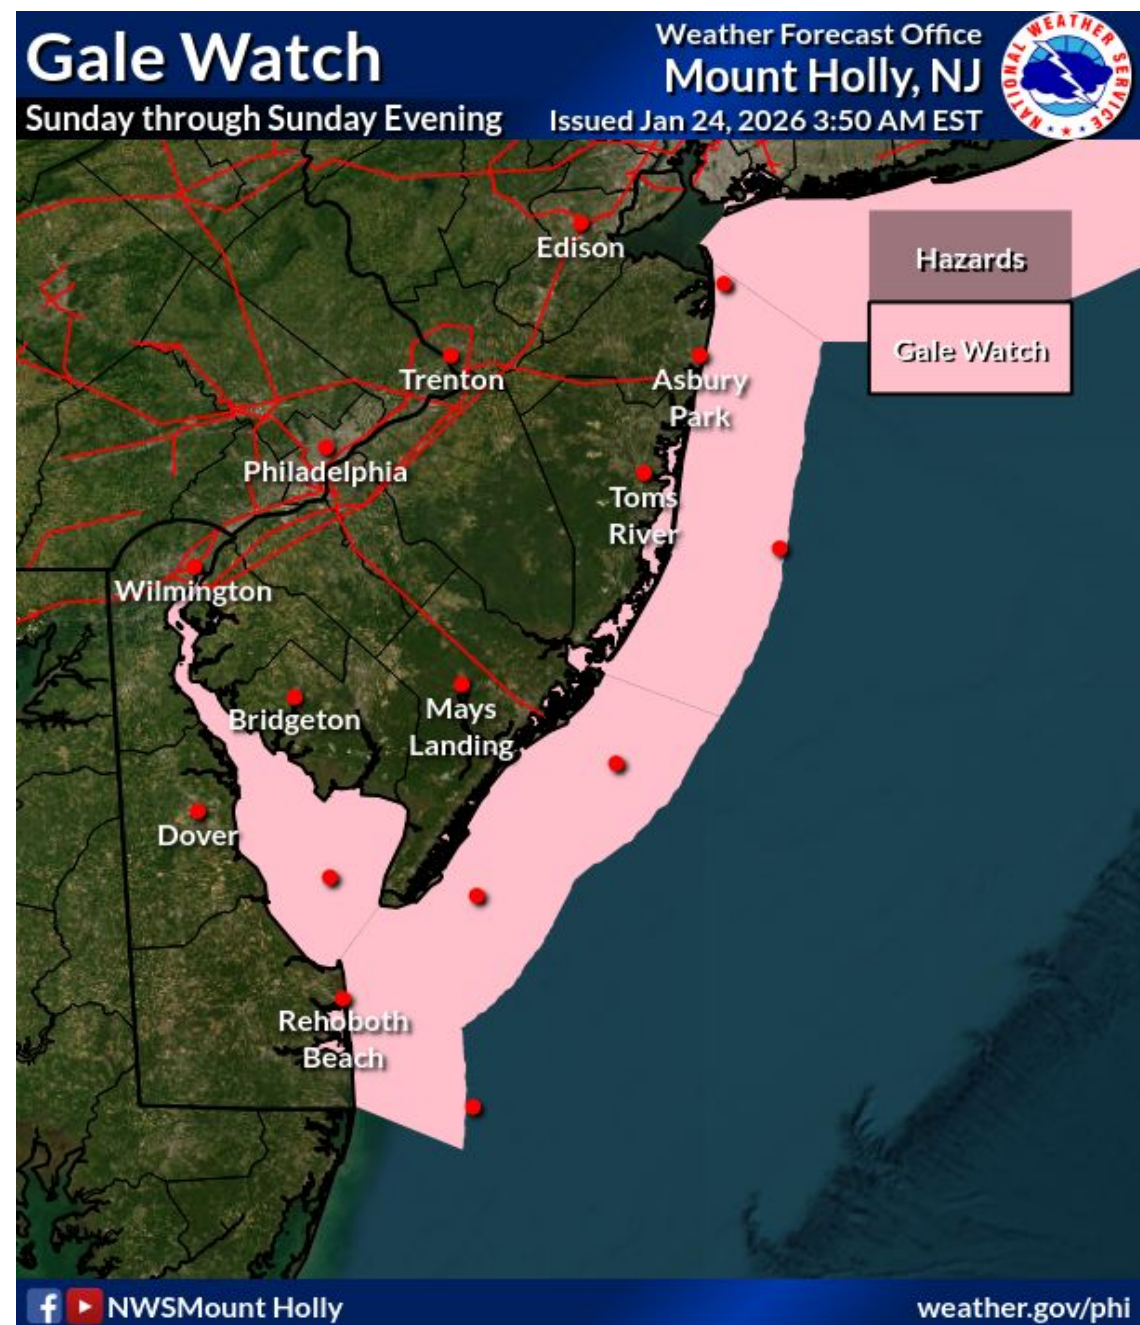 Gale Watch
Sunday through Sunday Evening
Weather Forecast Office
Mount Holly, NJ
Issued Jan 24, 2026 3:50 AM EST
NATIONAL WEATHER SERVICE
Edison
Hazards
Gale Watch
Trenton
Asbury
Park
Philadelphia
Toms
River
Wilmington
Bridgeton
Mays
Landing
Dover
Rehoboth
Beach
NWSMount Holly
weather.gov/phi